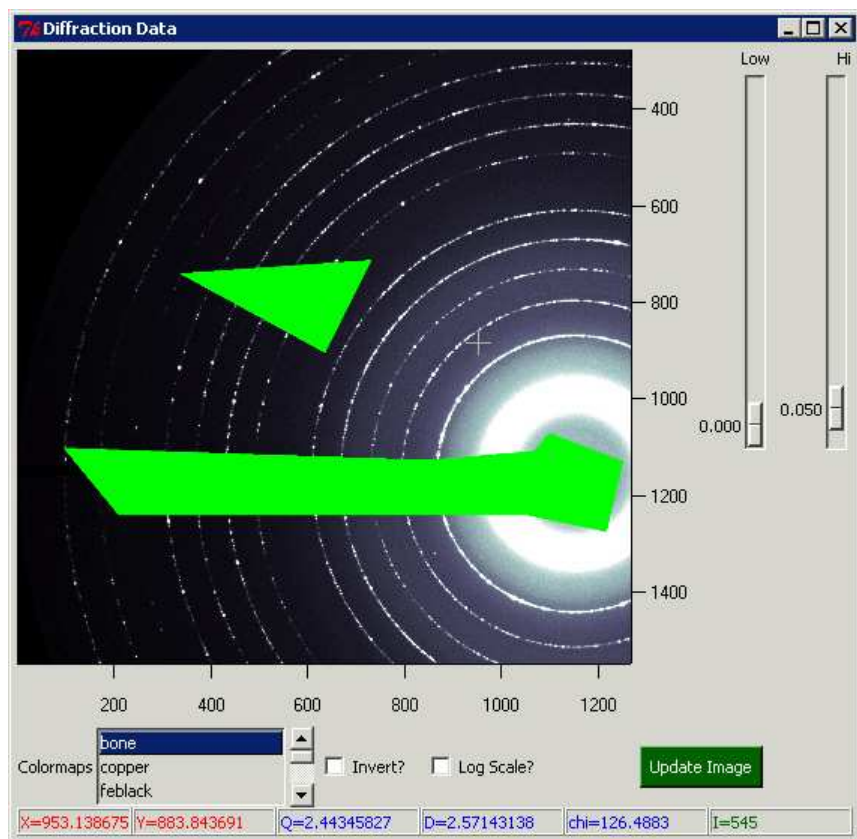 Diffraction Data
Low Hi
400
600
800
1000
0.000 0.050
1200
1400
200 400 600 800 1000 1200
Colormaps bone
copper
feblack
Invert? Log Scale?
Update Image
X=953.138675 Y=883.843691 Q=2.44345827 D=2.57143138 chi=126.4883 I=545